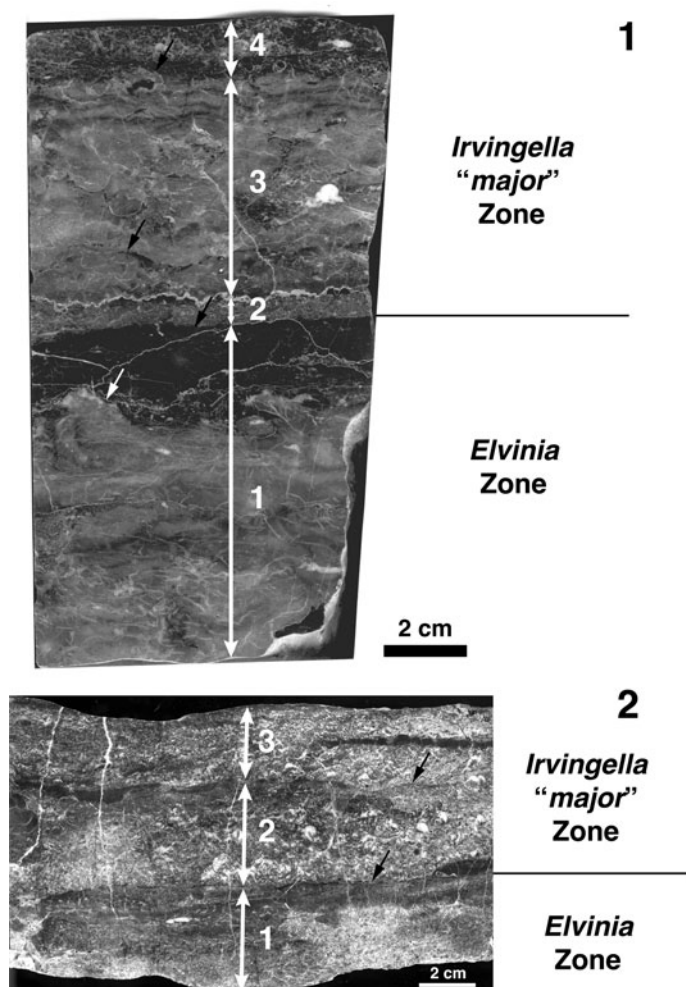 1
4
Irvingella
“major”
Zone
3
2
Elvinia
Zone
1
2 cm
2
3
Irvingella
“major”
Zone
2
1
Elvinia
Zone
2 cm